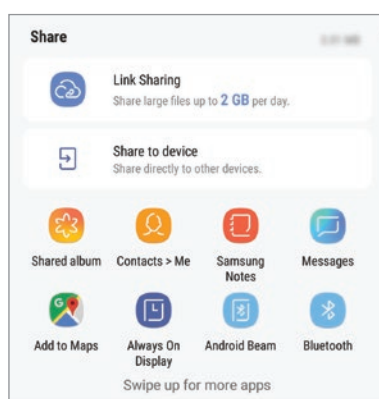 Share
Link Sharing
Share large files up to 2 GB per day.
Share to device
Share directly to other devices.
Shared album
Contacts > Me
Samsung
Notes
Messages
Add to Maps
Always On
Display
Android Beam
Bluetooth
Swipe up for more apps